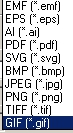 EMF (*.emf)
EPS (*.eps)
AI (*.ai)
PDF (*.pdf)
SVG (*.svg)
BMP (*.bmp)
JPEG (*.jpg)
PNG (*.png)
TIFF (*.tif)
GIF (*.gif)